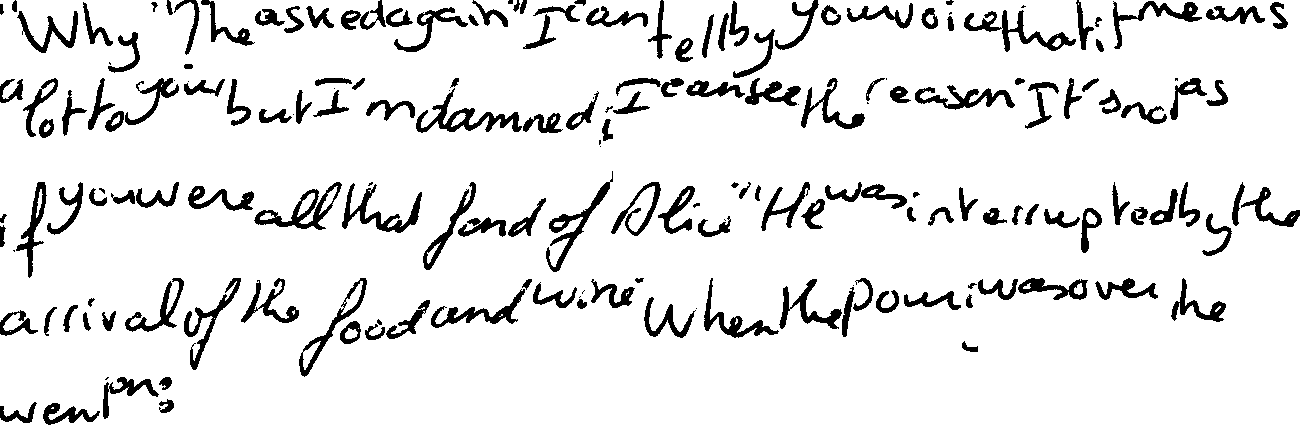 "Why" he asked again "I can tell by your voice that it means
a lot to you, but I'm damned if I can see the reason It's not as
if you were all that fond of Alice" He was interrupted by the
arrival of the food and wine When the pouring was over he
went on: